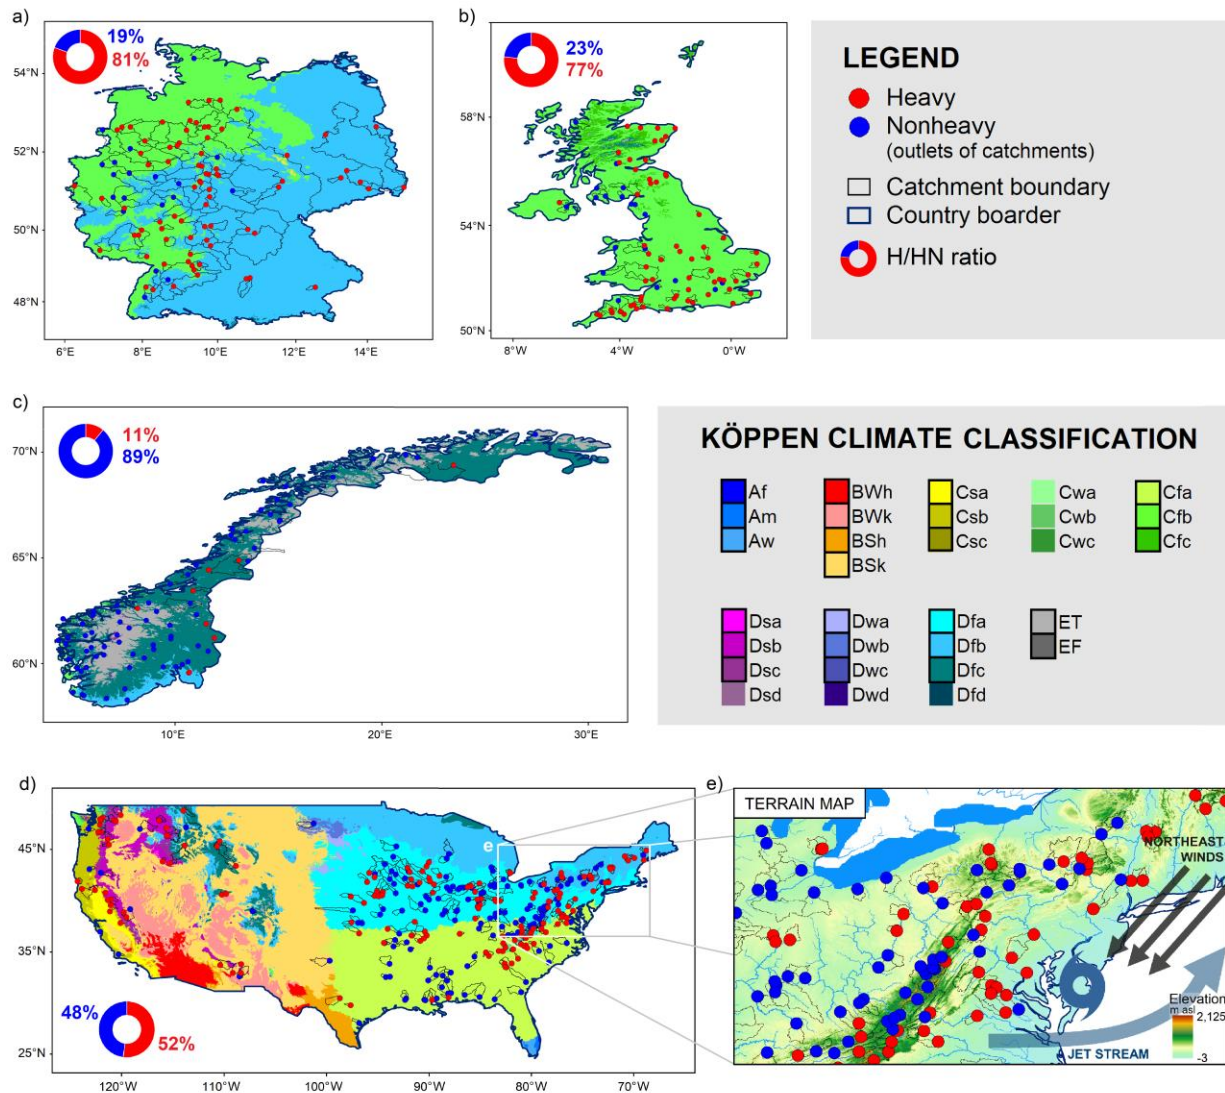 a)
19%
81%
54°N
52°N
50°N
48°N
6°E
8°E
10°E
12°E
14°E
b)
23%
77%
58°N
54°N
50°N
8°W
4°W
0°W
LEGEND
Heavy
Nonheavy
(outlets of catchments)
Catchment boundary
Country boarder
H/HN ratio
c)
11%
89%
70°N
65°N
60°N
10°E
20°E
30°E
KÖPPEN CLIMATE CLASSIFICATION
Af
Am
Aw
BWh
BWk
BSh
BSk
Csa
Csb
Csc
Cwa
Cwb
Cwc
Cfa
Cfb
Cfc
Dsa
Dsb
Dsc
Dsd
Dwa
Dwb
Dwc
Dwd
Dfa
Dfb
Dfc
Dfd
ET
EF
d)
45°N
35°N
25°N
48%
52%
e
120°W
110°W
100°W
90°W
80°W
70°W
e)
TERRAIN MAP
NORTHEAST
WINDS
JET STREAM
Elevation
m asl
2,125
-3